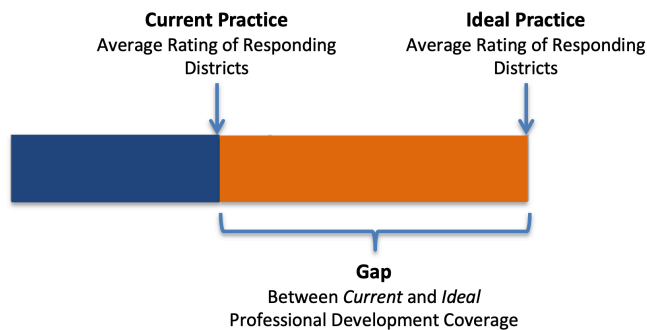 Current Practice
Average Rating of Responding
Districts
Ideal Practice
Average Rating of Responding
Districts
Gap
Between Current and Ideal
Professional Development Coverage